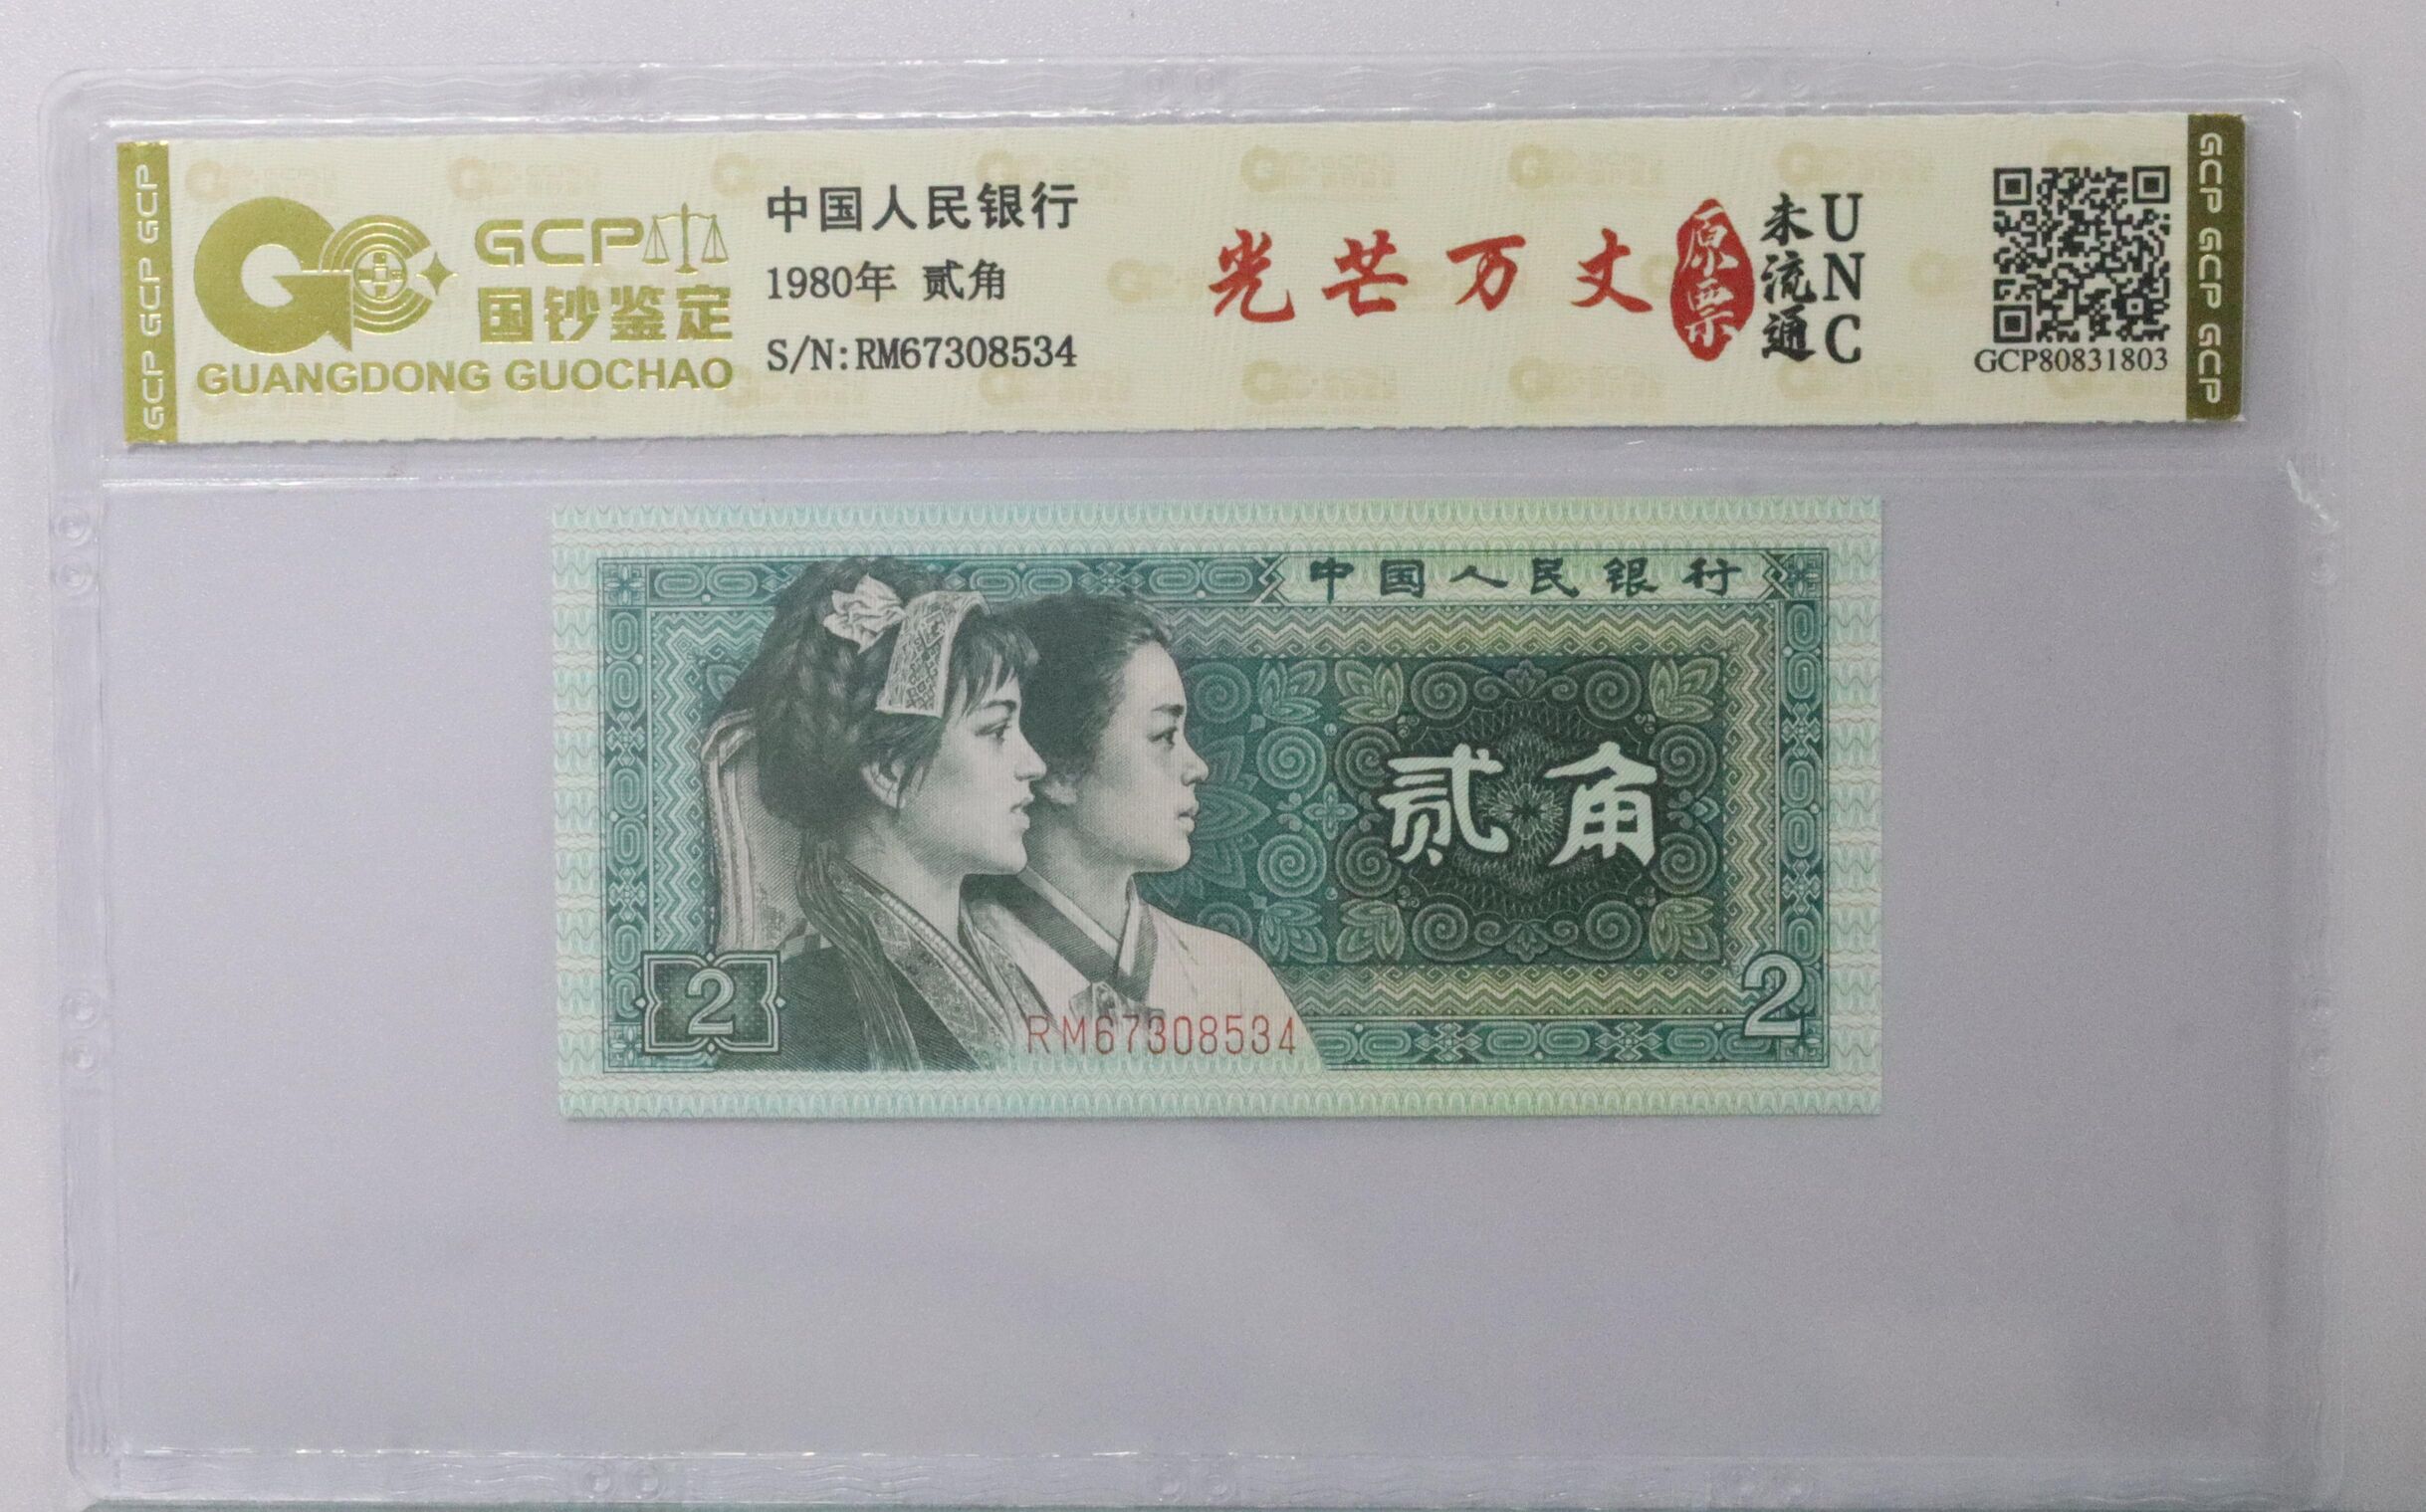 GCP GCP GCP
GCP
国钞鉴定
GUANGDONG GUOCHAO
中国人民银行
1980年 贰角
S/N:RM67308534
光芒万丈
原票
未流通
UNC
GCP80831803
GCP GCP GCP
中国人民银行
贰角
2
2
RM67308534